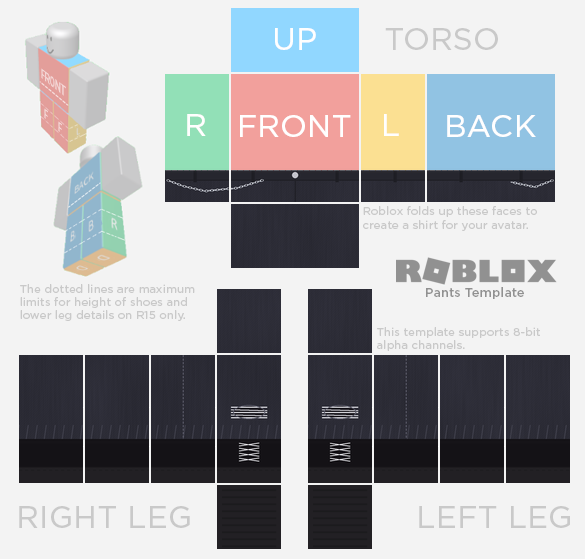 UP
TORSO
R
FRONT
L
BACK
FRONT
F
F
BACK
B
B
R
Roblox folds up these faces to
create a shirt for your avatar.
ROBLOX
Pants Template
The dotted lines are maximum
limits for height of shoes and
lower leg details on R15 only.
This template supports 8-bit
alpha channels.
RIGHT LEG
LEFT LEG